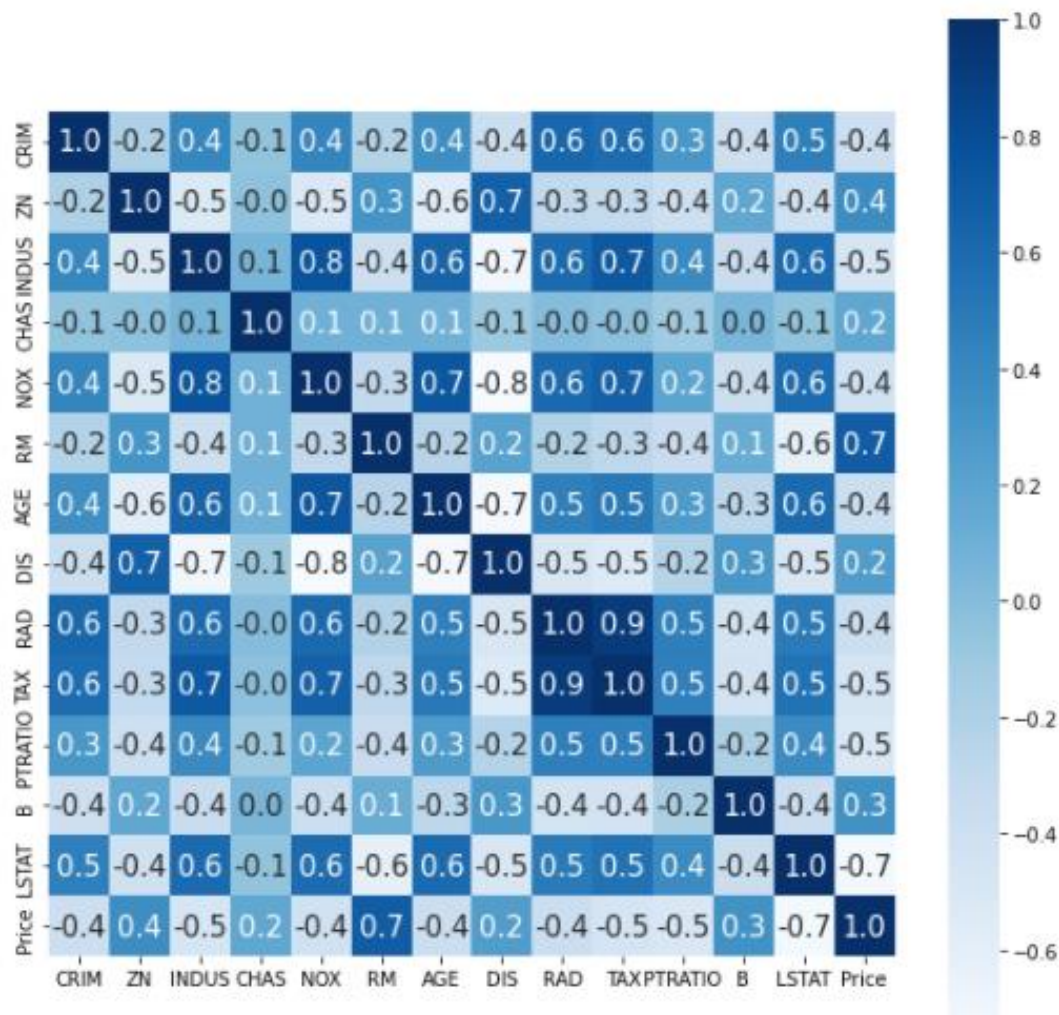 1.0
CRIM 1.0 -0.2 0.4 -0.1 0.4 -0.2 0.4 -0.4 0.6 0.6 0.3 -0.4 0.5 -0.4
0.8
ZN -0.2 1.0 -0.5 -0.0 -0.5 0.3 -0.6 0.7 -0.3 -0.3 -0.4 0.2 -0.4 0.4
INDUS 0.4 -0.5 1.0 0.1 0.8 -0.4 0.6 -0.7 0.6 0.7 0.4 -0.4 0.6 -0.5
0.6
CHAS -0.1 -0.0 0.1 1.0 0.1 0.1 0.1 -0.1 -0.0 -0.0 -0.1 0.0 -0.1 0.2
NOX 0.4 -0.5 0.8 0.1 1.0 -0.3 0.7 -0.8 0.6 0.7 0.2 -0.4 0.6 -0.4
0.4
RM -0.2 0.3 -0.4 0.1 -0.3 1.0 -0.2 0.2 -0.2 -0.3 -0.4 0.1 -0.6 0.7
AGE 0.4 -0.6 0.6 0.1 0.7 -0.2 1.0 -0.7 0.5 0.5 0.3 -0.3 0.6 -0.4
0.2
DIS -0.4 0.7 -0.7 -0.1 -0.8 0.2 -0.7 1.0 -0.5 -0.5 -0.2 0.3 -0.5 0.2
0.0
RAD 0.6 -0.3 0.6 -0.0 0.6 -0.2 0.5 -0.5 1.0 0.9 0.5 -0.4 0.5 -0.4
TAX 0.6 -0.3 0.7 -0.0 0.7 -0.3 0.5 -0.5 0.9 1.0 0.5 -0.4 0.5 -0.5
−0.2
PTRATIO 0.3 -0.4 0.4 -0.1 0.2 -0.4 0.3 -0.2 0.5 0.5 1.0 -0.2 0.4 -0.5
B -0.4 0.2 -0.4 0.0 -0.4 0.1 -0.3 0.3 -0.4 -0.4 -0.2 1.0 -0.4 0.3
−0.4
LSTAT 0.5 -0.4 0.6 -0.1 0.6 -0.6 0.6 -0.5 0.5 0.5 0.4 -0.4 1.0 -0.7
Price -0.4 0.4 -0.5 0.2 -0.4 0.7 -0.4 0.2 -0.4 -0.5 -0.5 0.3 -0.7 1.0
−0.6
CRIM ZN INDUS CHAS NOX RM AGE DIS RAD TAX PTRATIO B LSTAT Price